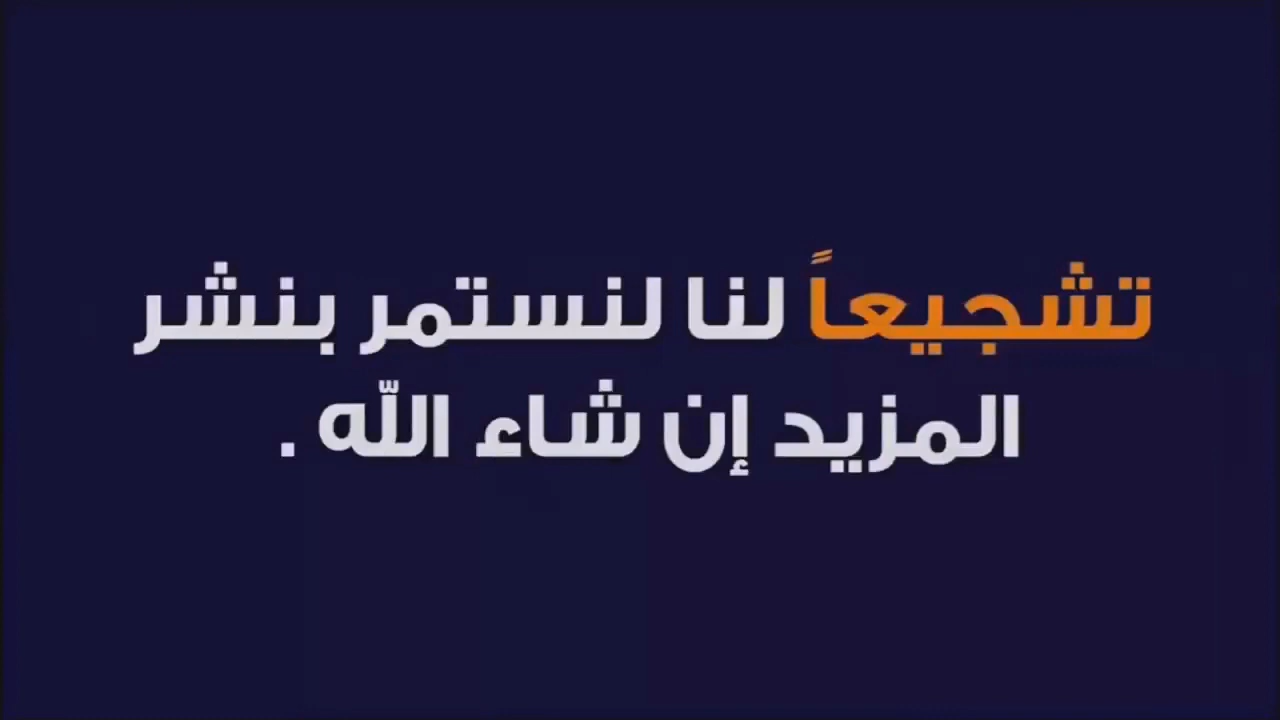 تشجيعاً لنا لنستمر بنشر
المزيد إن شاء اللّه .